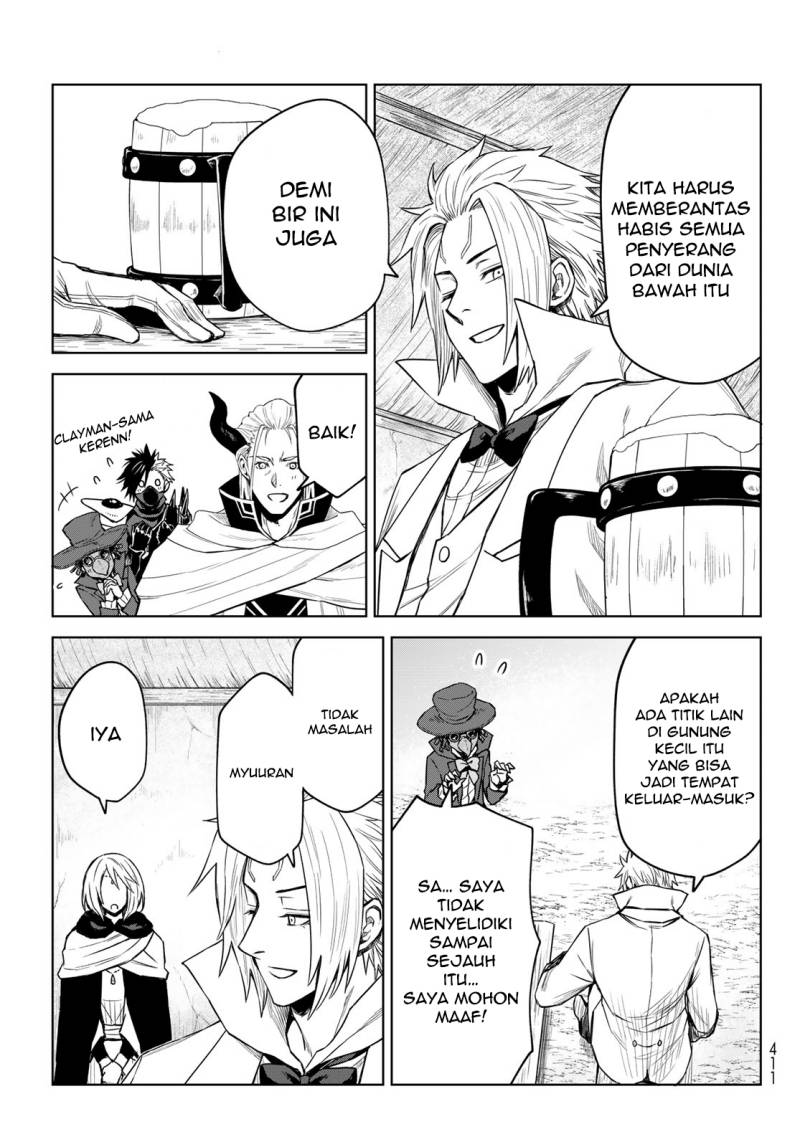 KITA HARUS
MEMBERANTAS
HABIS SEMUA
PENYERANG
DARI DUNIA
BAWAH ITU
DEMI
BIR INI
JUGA
BAIK!
CLAYMAN-SAMA
KERENN!
APAKAH
ADA TITIK LAIN
DI GUNUNG
KECIL ITU
YANG BISA
JADI TEMPAT
KELUAR-MASUK?
SA... SAYA
TIDAK
MENYELIDIKI
SAMPAI
SEJAUH
ITU...
SAYA MOHON
MAAF!
TIDAK
MASALAH
MYUURAN
IYA
411